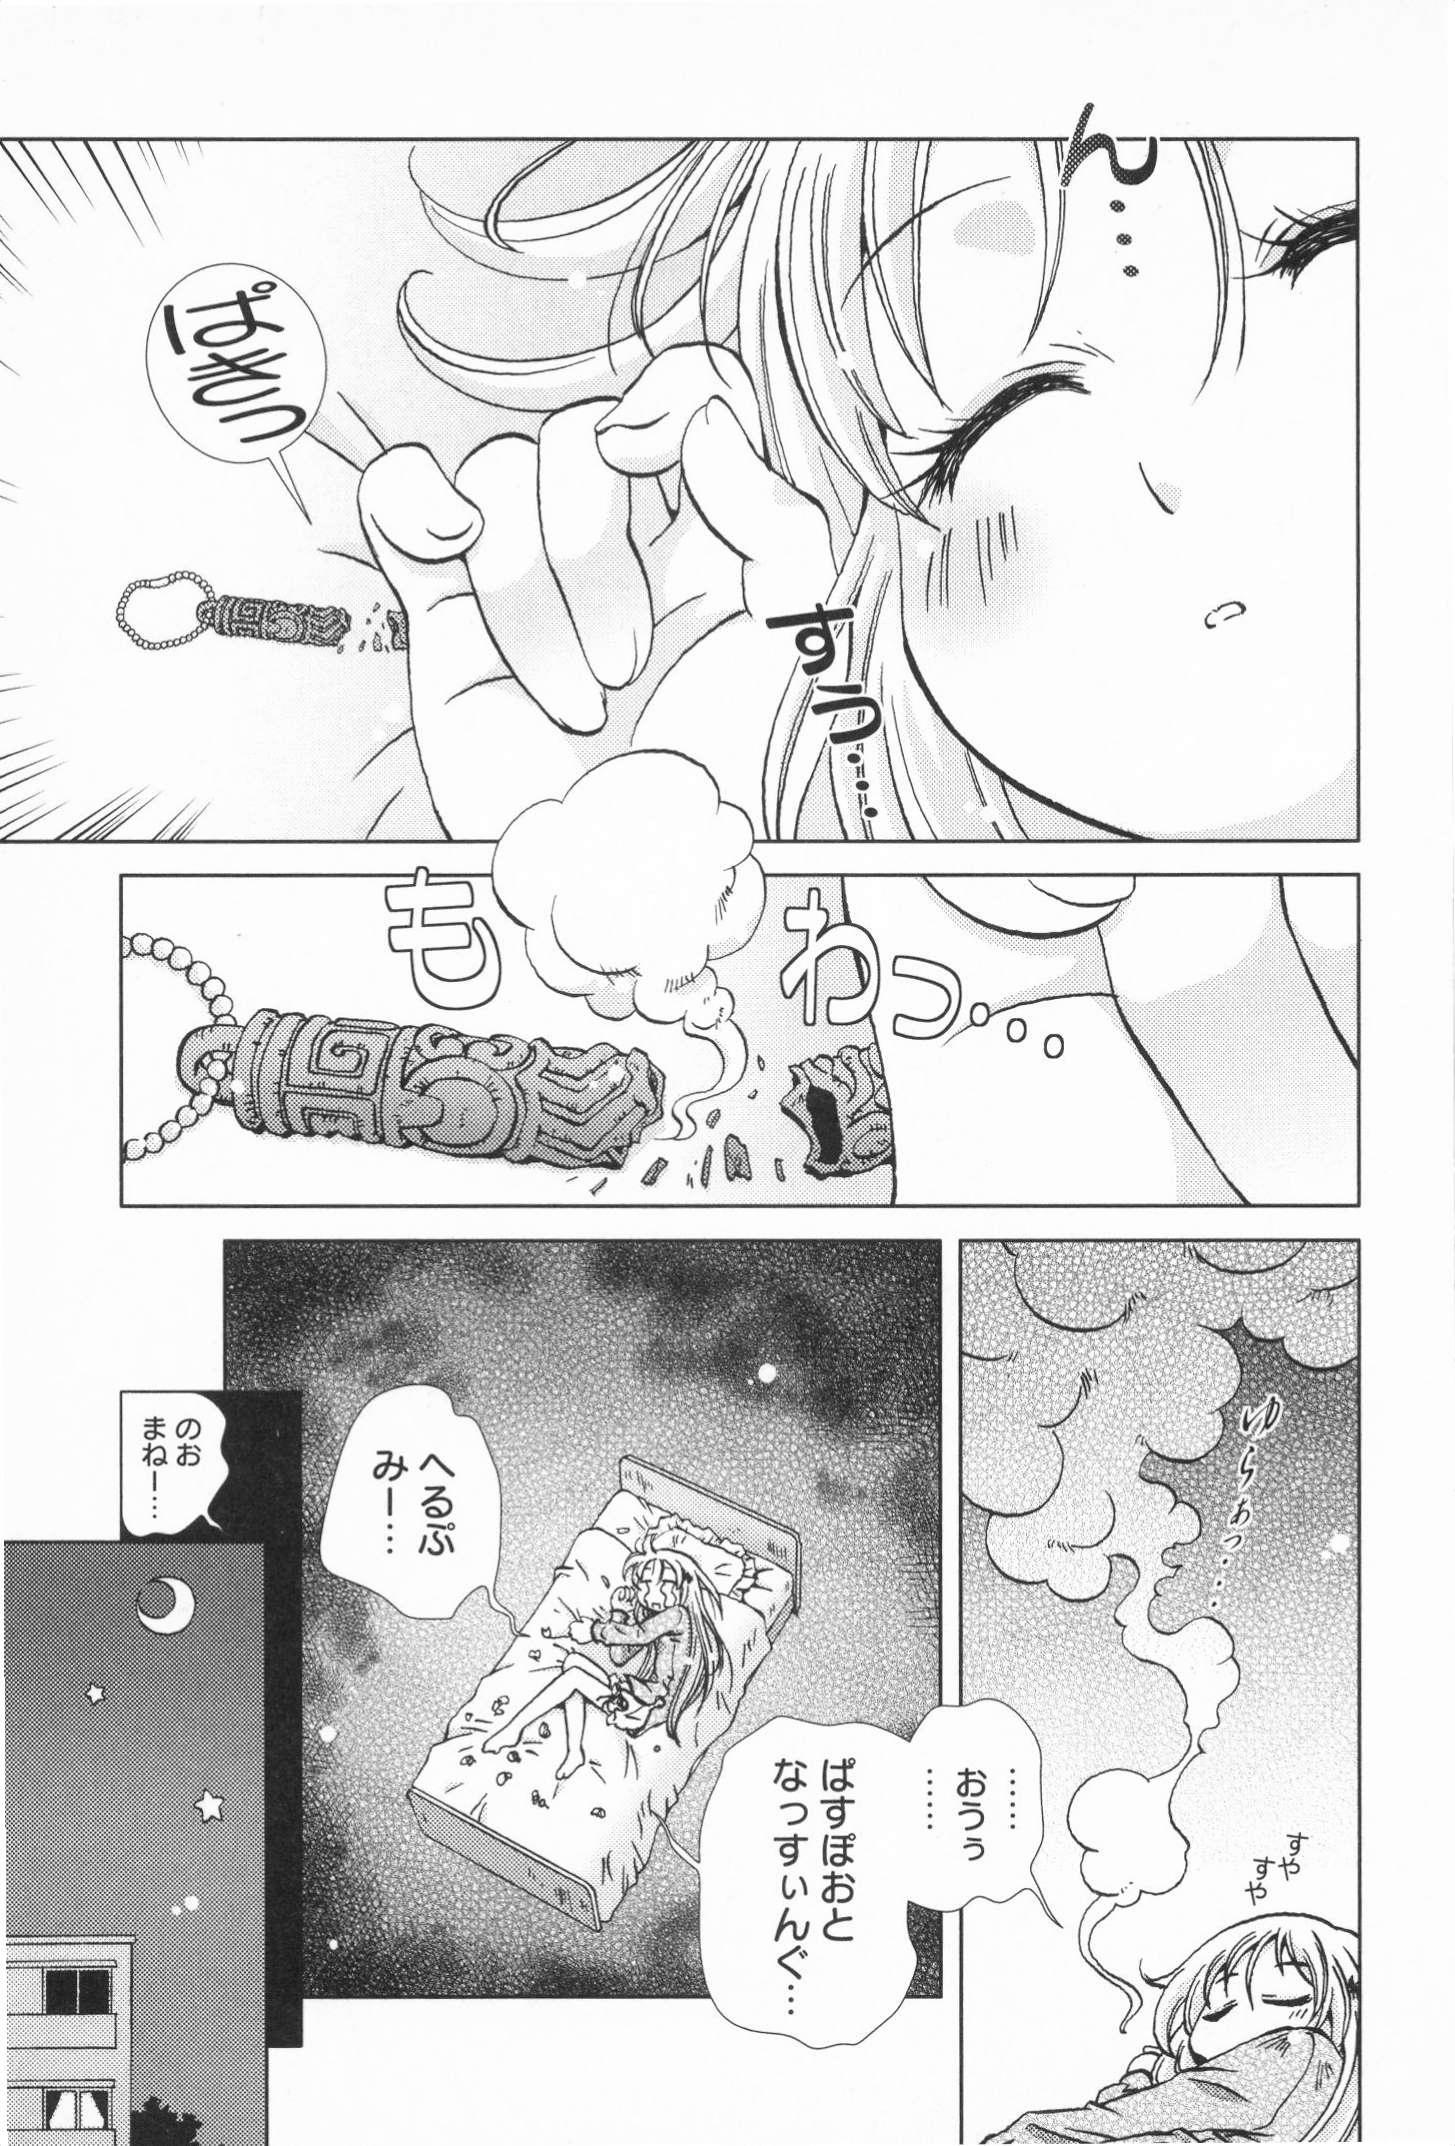 ん…
ぱきっ
すぅ…
もわっ…
ゆらぁっ……
すや
すや
……おうぅ……
ぱすぽおと
なっすぃんぐ…
へるぷ
みー…
のお
まねー…